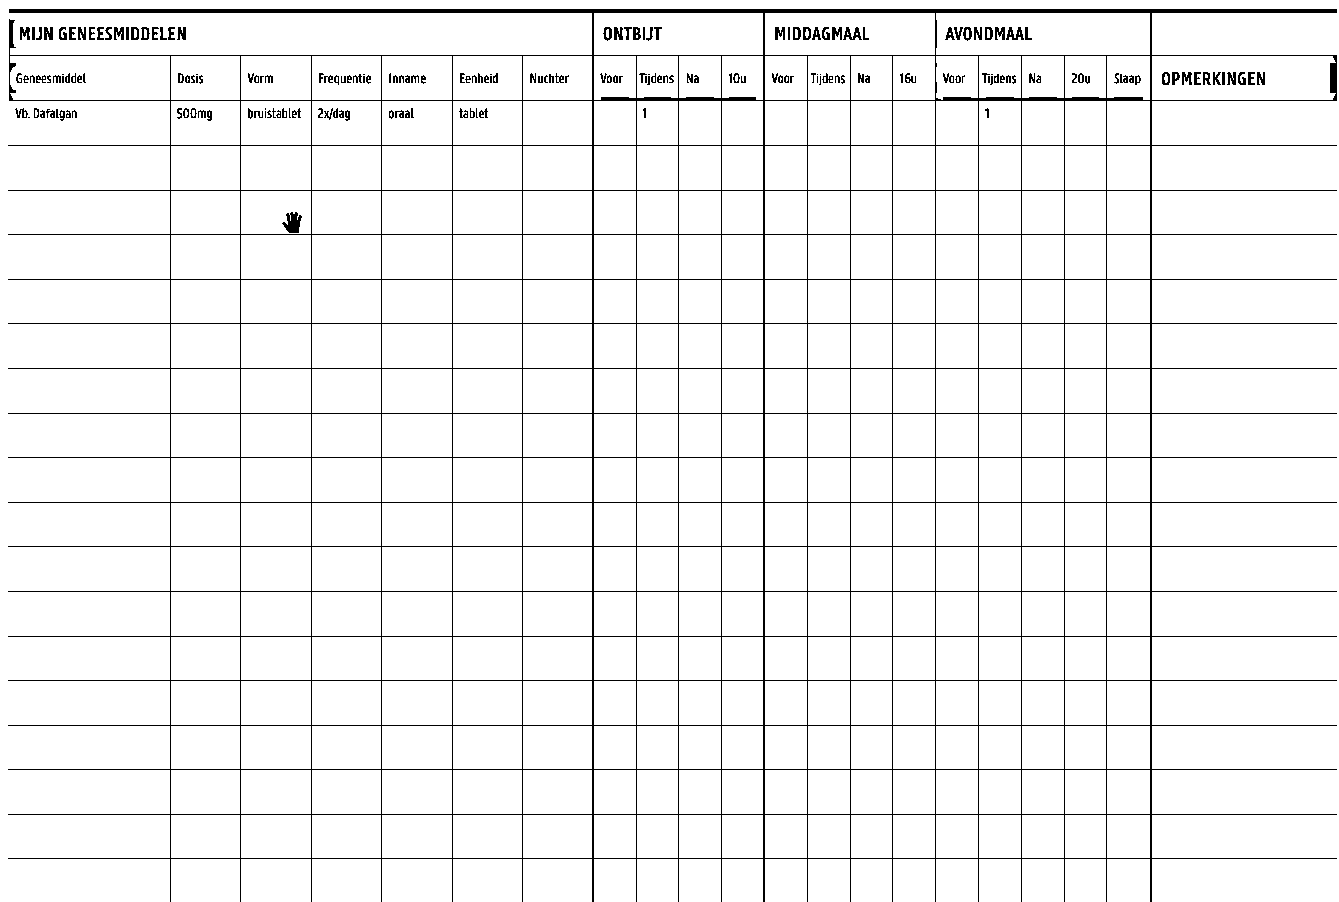 MIJN GENEESMIDDELEN ONTBIJT MIDDAGMAAL AVONDMAAL
Geneesmiddel Dosis Vorm Frequentie Inname Eenheid Nuchter Voor Tijdens Na 10u Voor Tijdens Na 16u Voor Tijdens Na 20u Slaap OPMERKINGEN
Vb. Dafalgan 500mg bruistablet 2x/dag oraal tablet 1 1